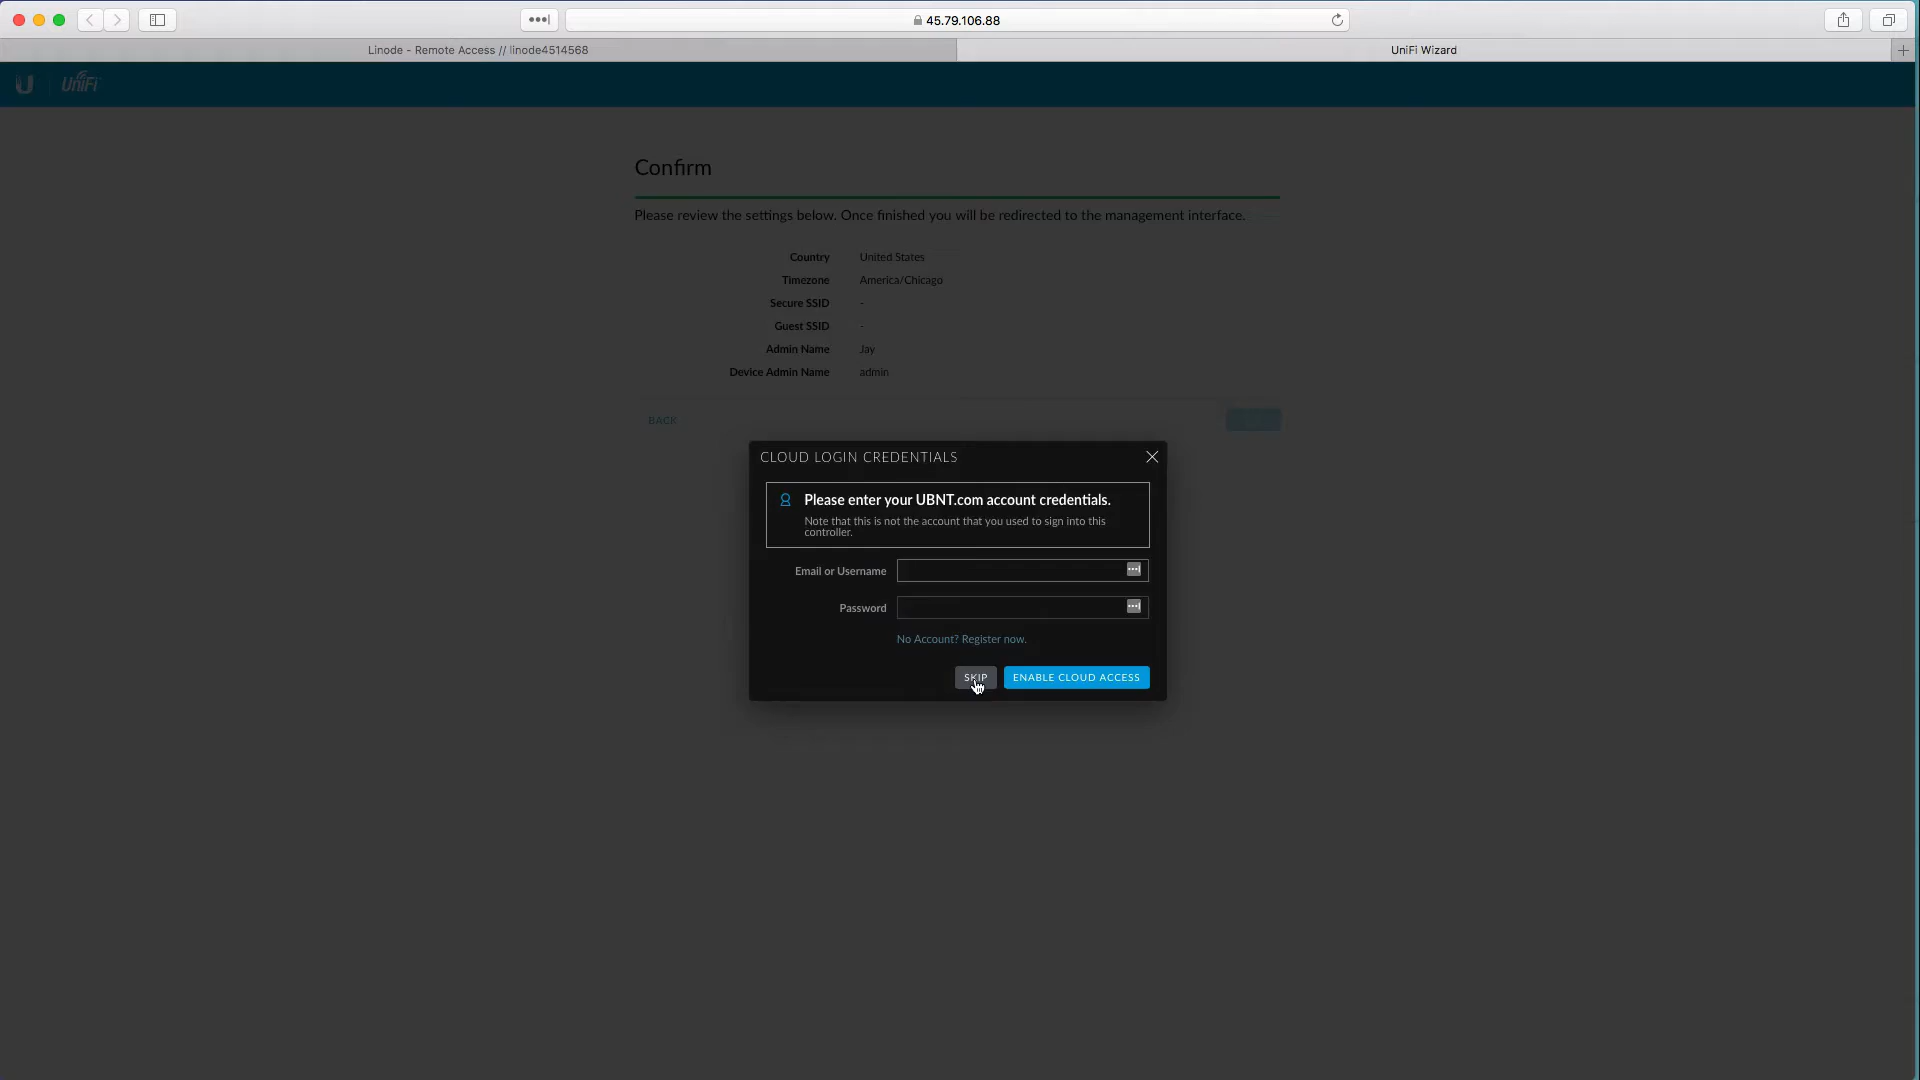 45.79.106.88
Linode - Remote Access // linode4514568
UniFi Wizard
U UniFi
Confirm
Please review the settings below. Once finished you will be redirected to the management interface.
Country United States
Timezone America/Chicago
Secure SSID -
Guest SSID -
Admin Name Jay
Device Admin Name admin
BACK
CLOUD LOGIN CREDENTIALS
Please enter your UBNT.com account credentials.
Note that this is not the account that you used to sign into this
controller.
Email or Username
Password
No Account? Register now.
SKIP ENABLE CLOUD ACCESS